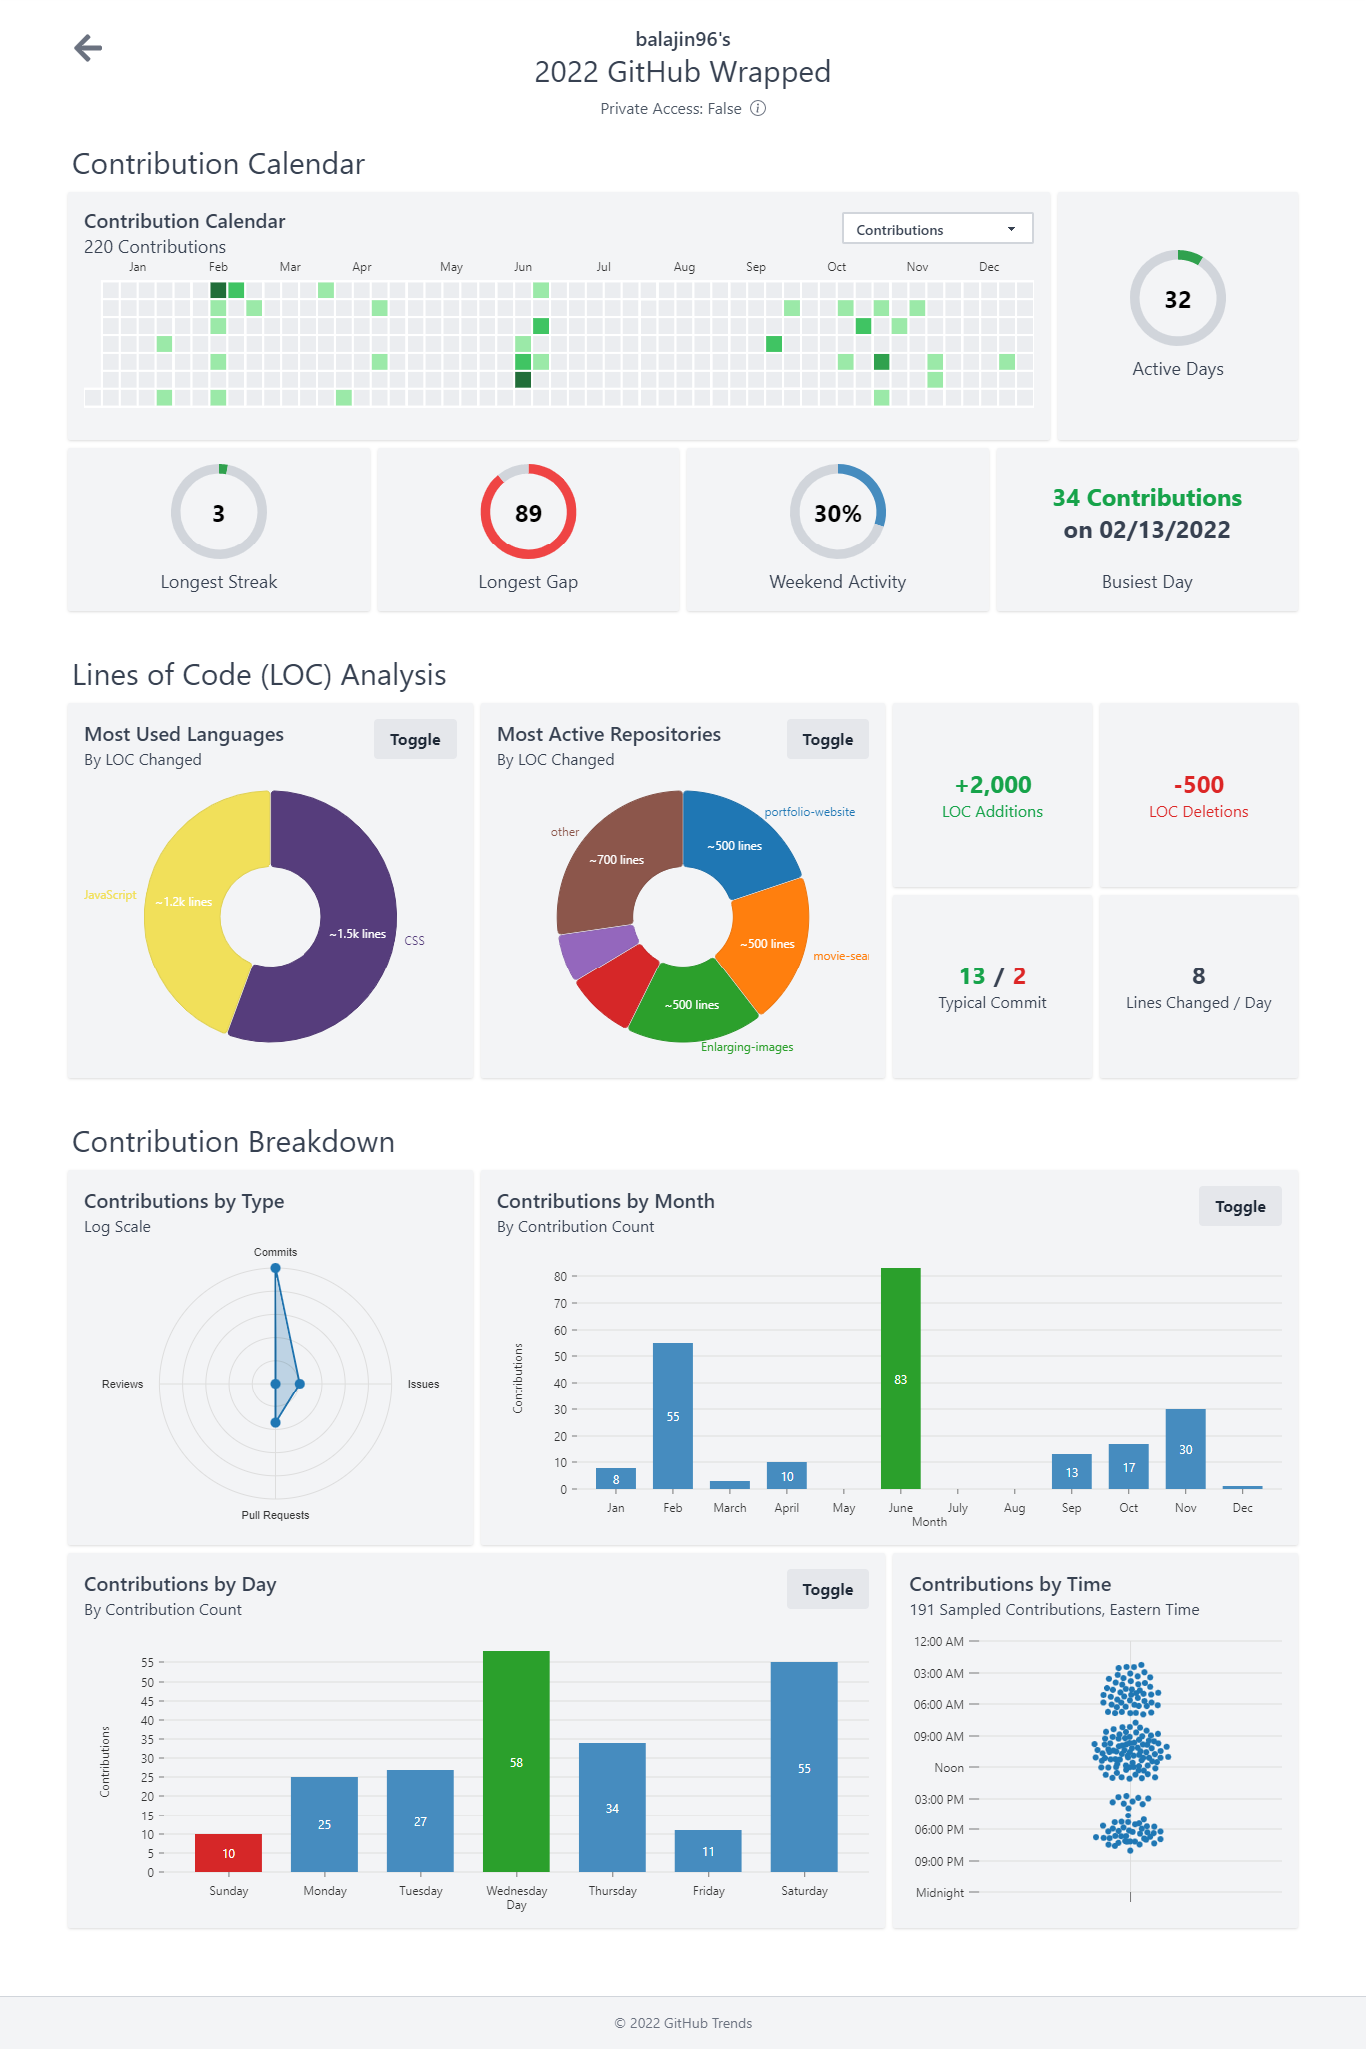 balajin96's
2022 GitHub Wrapped
Private Access: False
Contribution Calendar
Contribution Calendar
220 Contributions
Contributions
Jan Feb Mar Apr May Jun Jul Aug Sep Oct Nov Dec
32
Active Days
3
Longest Streak
89
Longest Gap
30%
Weekend Activity
34 Contributions
on 02/13/2022
Busiest Day
Lines of Code (LOC) Analysis
Most Used Languages
By LOC Changed
Toggle
JavaScript
~1.2k lines
~1.5k lines
CSS
Most Active Repositories
By LOC Changed
Toggle
portfolio-website
other
~500 lines
~700 lines
~500 lines
movie-sea
~500 lines
Enlarging-images
+2,000
LOC Additions
-500
LOC Deletions
13 / 2
Typical Commit
8
Lines Changed / Day
Contribution Breakdown
Contributions by Type
Log Scale
Commits
Reviews
Issues
Pull Requests
Contributions by Month
By Contribution Count
Toggle
80
70
60
50
40
30
20
10
0
Contributions
8
55
10
83
13
17
30
Jan Feb March April May June July Aug Sep Oct Nov Dec
Month
Contributions by Day
By Contribution Count
Toggle
55
50
45
40
35
30
25
20
15
10
5
0
Contributions
10
25
27
58
34
11
55
Sunday Monday Tuesday Wednesday Thursday Friday Saturday
Day
Contributions by Time
191 Sampled Contributions, Eastern Time
12:00 AM
03:00 AM
06:00 AM
09:00 AM
Noon
03:00 PM
06:00 PM
09:00 PM
Midnight
© 2022 GitHub Trends